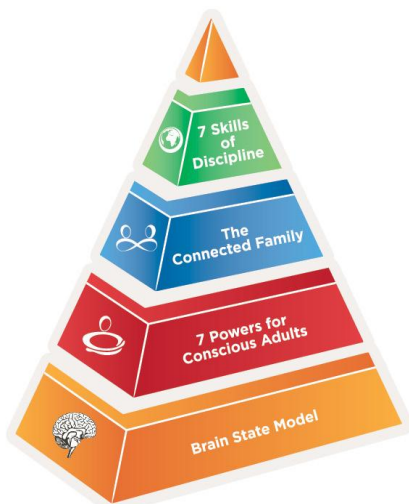 7 Skills
of
Discipline
The
Connected Family
7 Powers for
Conscious Adults
Brain State Model